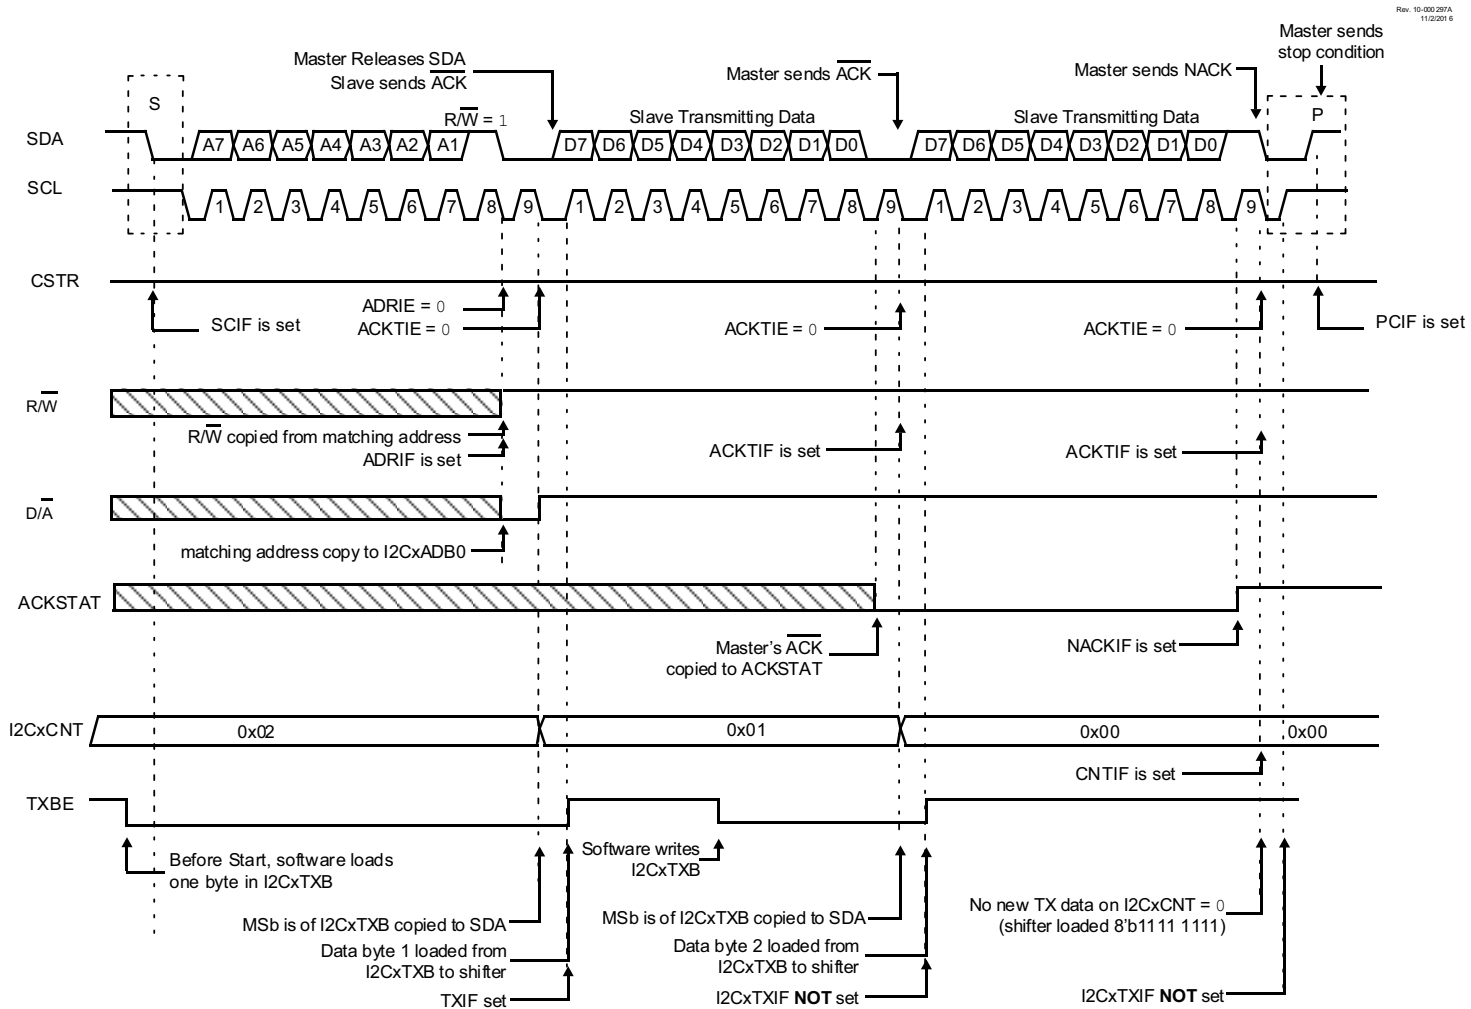 Rev. 10-000297A
11/2/2016
Master sends
stop condition
Master Releases SDA
Slave sends ACK
Master sends ACK
Master sends NACK
S
R/W = 1
Slave Transmitting Data
Slave Transmitting Data
P
SDA
A7 A6 A5 A4 A3 A2 A1
D7 D6 D5 D4 D3 D2 D1 D0
D7 D6 D5 D4 D3 D2 D1 D0
SCL
1 2 3 4 5 6 7 8 9
1 2 3 4 5 6 7 8 9
1 2 3 4 5 6 7 8 9
CSTR
SCIF is set
ADRIE = 0
ACKTIE = 0
ACKTIE = 0
ACKTIE = 0
PCIF is set
R/W
R/W copied from matching address
ADRIF is set
ACKTIF is set
ACKTIF is set
D/A
matching address copy to I2CxADB0
ACKSTAT
Master's ACK
copied to ACKSTAT
NACKIF is set
I2CxCNT
0x02
0x01
0x00
0x00
CNTIF is set
TXBE
Before Start, software loads
one byte in I2CxTXB
Software writes
I2CxTXB
MSb is of I2CxTXB copied to SDA
Data byte 1 loaded from
I2CxTXB to shifter
TXIF set
MSb is of I2CxTXB copied to SDA
Data byte 2 loaded from
I2CxTXB to shifter
I2CxTXIF NOT set
No new TX data on I2CxCNT = 0
(shifter loaded 8'b1111 1111)
I2CxTXIF NOT set